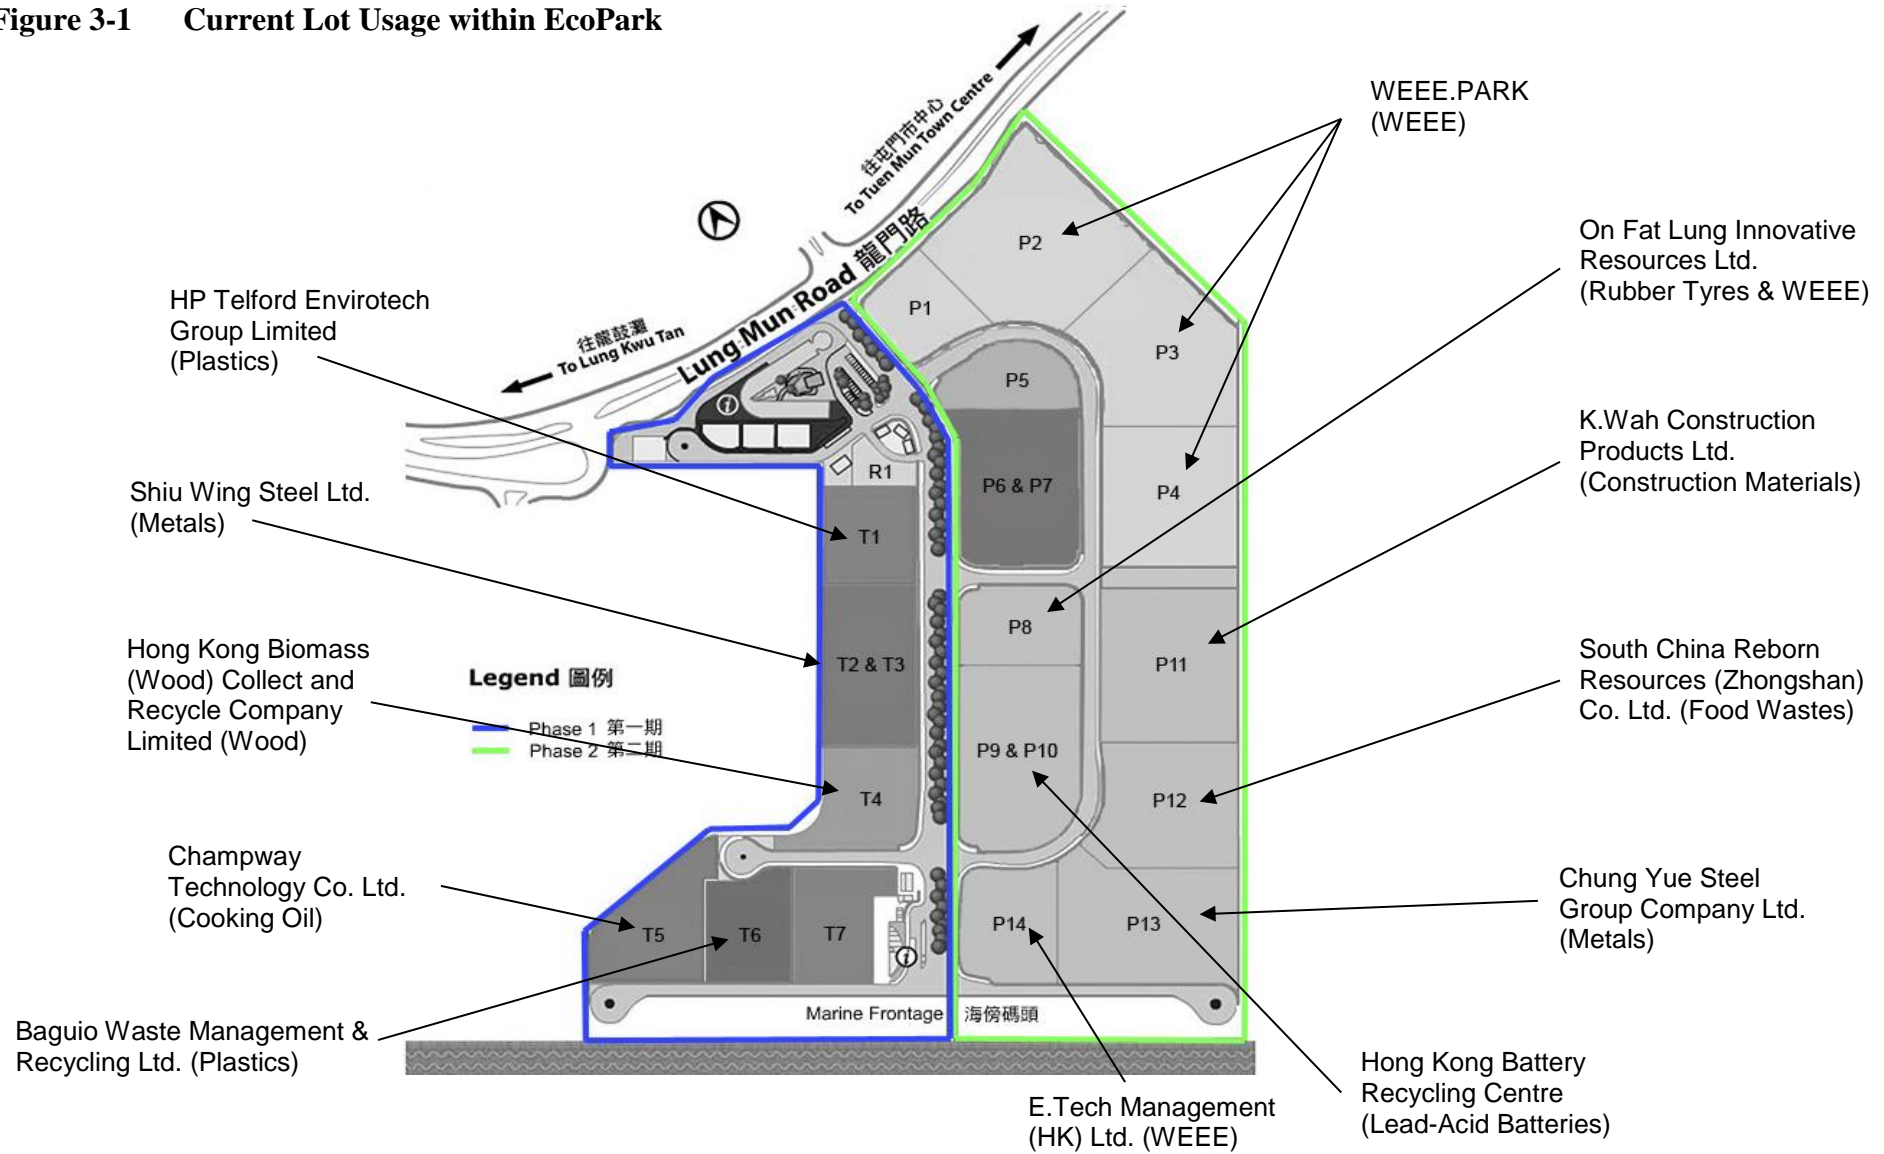 Figure 3-1 Current Lot Usage within EcoPark
往屯門市中心
To Tuen Mun Town Centre
WEEE.PARK
(WEEE)
On Fat Lung Innovative
Resources Ltd.
(Rubber Tyres & WEEE)
HP Telford Envirotech
Group Limited
(Plastics)
往龍鼓灘
To Lung Kwu Tan
Lung Mun Road 龍門路
P2
P1
P3
P5
K.Wah Construction
Products Ltd.
(Construction Materials)
Shiu Wing Steel Ltd.
(Metals)
i
R1
P6 & P7
P4
T1
P8
Hong Kong Biomass
(Wood) Collect and
Recycle Company
Limited (Wood)
Legend 圖例
Phase 1 第一期
Phase 2 第二期
T2 & T3
P11
South China Reborn
Resources (Zhongshan)
Co. Ltd. (Food Wastes)
P9 & P10
T4
P12
Champway
Technology Co. Ltd.
(Cooking Oil)
Chung Yue Steel
Group Company Ltd.
(Metals)
T5
T6
T7
i
P14
P13
Marine Frontage 海傍碼頭
Baguio Waste Management &
Recycling Ltd. (Plastics)
E.Tech Management
(HK) Ltd. (WEEE)
Hong Kong Battery
Recycling Centre
(Lead-Acid Batteries)